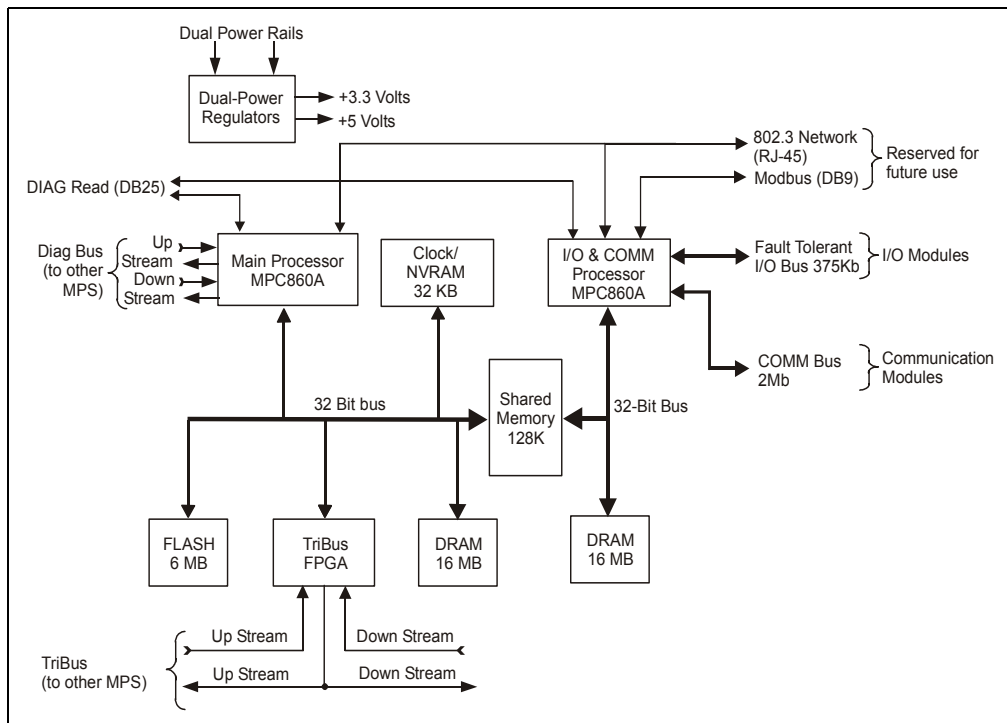 Dual Power Rails
Dual-Power
Regulators
+3.3 Volts
+5 Volts
802.3 Network
(RJ-45)
Modbus (DB9)
Reserved for
future use
DIAG Read (DB25)
Diag Bus
(to other
MPS)
Up
Stream
Down
Stream
Main Processor
MPC860A
Clock/
NVRAM
32 KB
I/O & COMM
Processor
MPC860A
Fault Tolerant
I/O Bus 375Kb
I/O Modules
COMM Bus
2Mb
Communication
Modules
32 Bit bus
Shared
Memory
128K
32-Bit Bus
FLASH
6 MB
TriBus
FPGA
DRAM
16 MB
DRAM
16 MB
TriBus
(to other MPS)
Up Stream
Down Stream
Up Stream
Down Stream